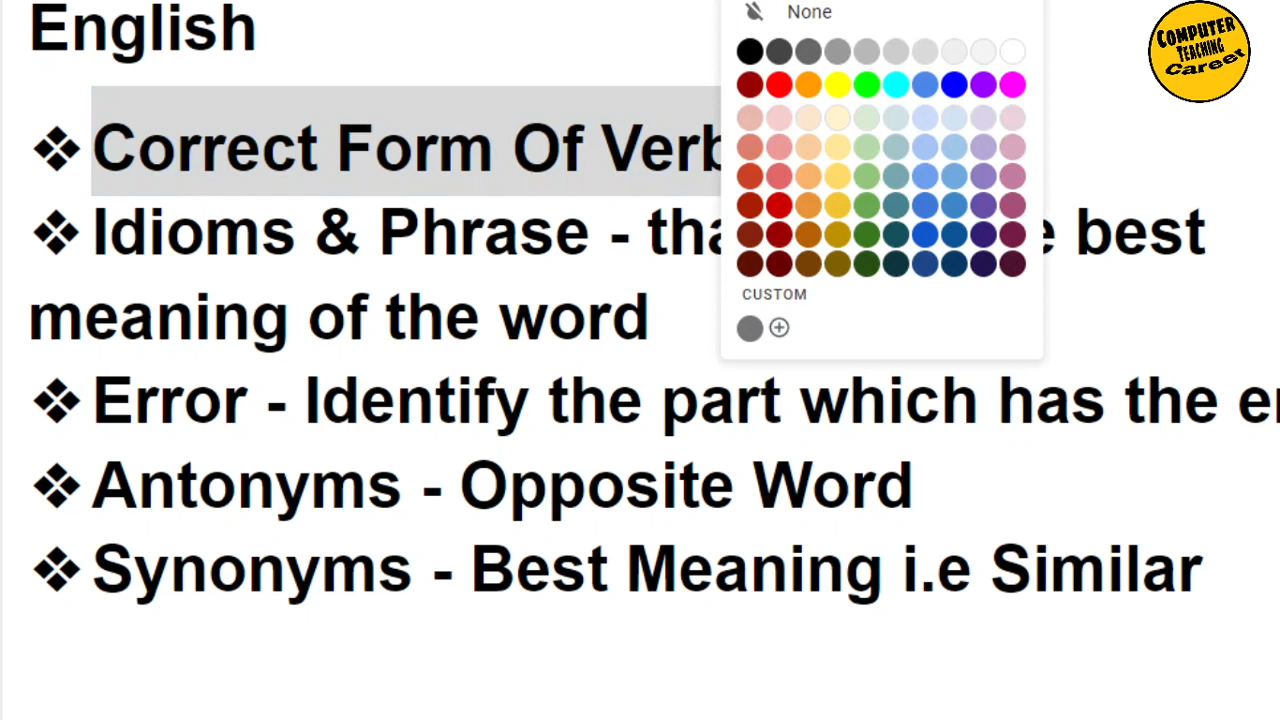 English
None
COMPUTER
TEACHING
Career
❖ Correct Form Of Verb
❖ Idioms & Phrase - best
meaning of the word
CUSTOM
❖ Error - Identify the part which has the
❖ Antonyms - Opposite Word
❖ Synonyms - Best Meaning i.e Similar